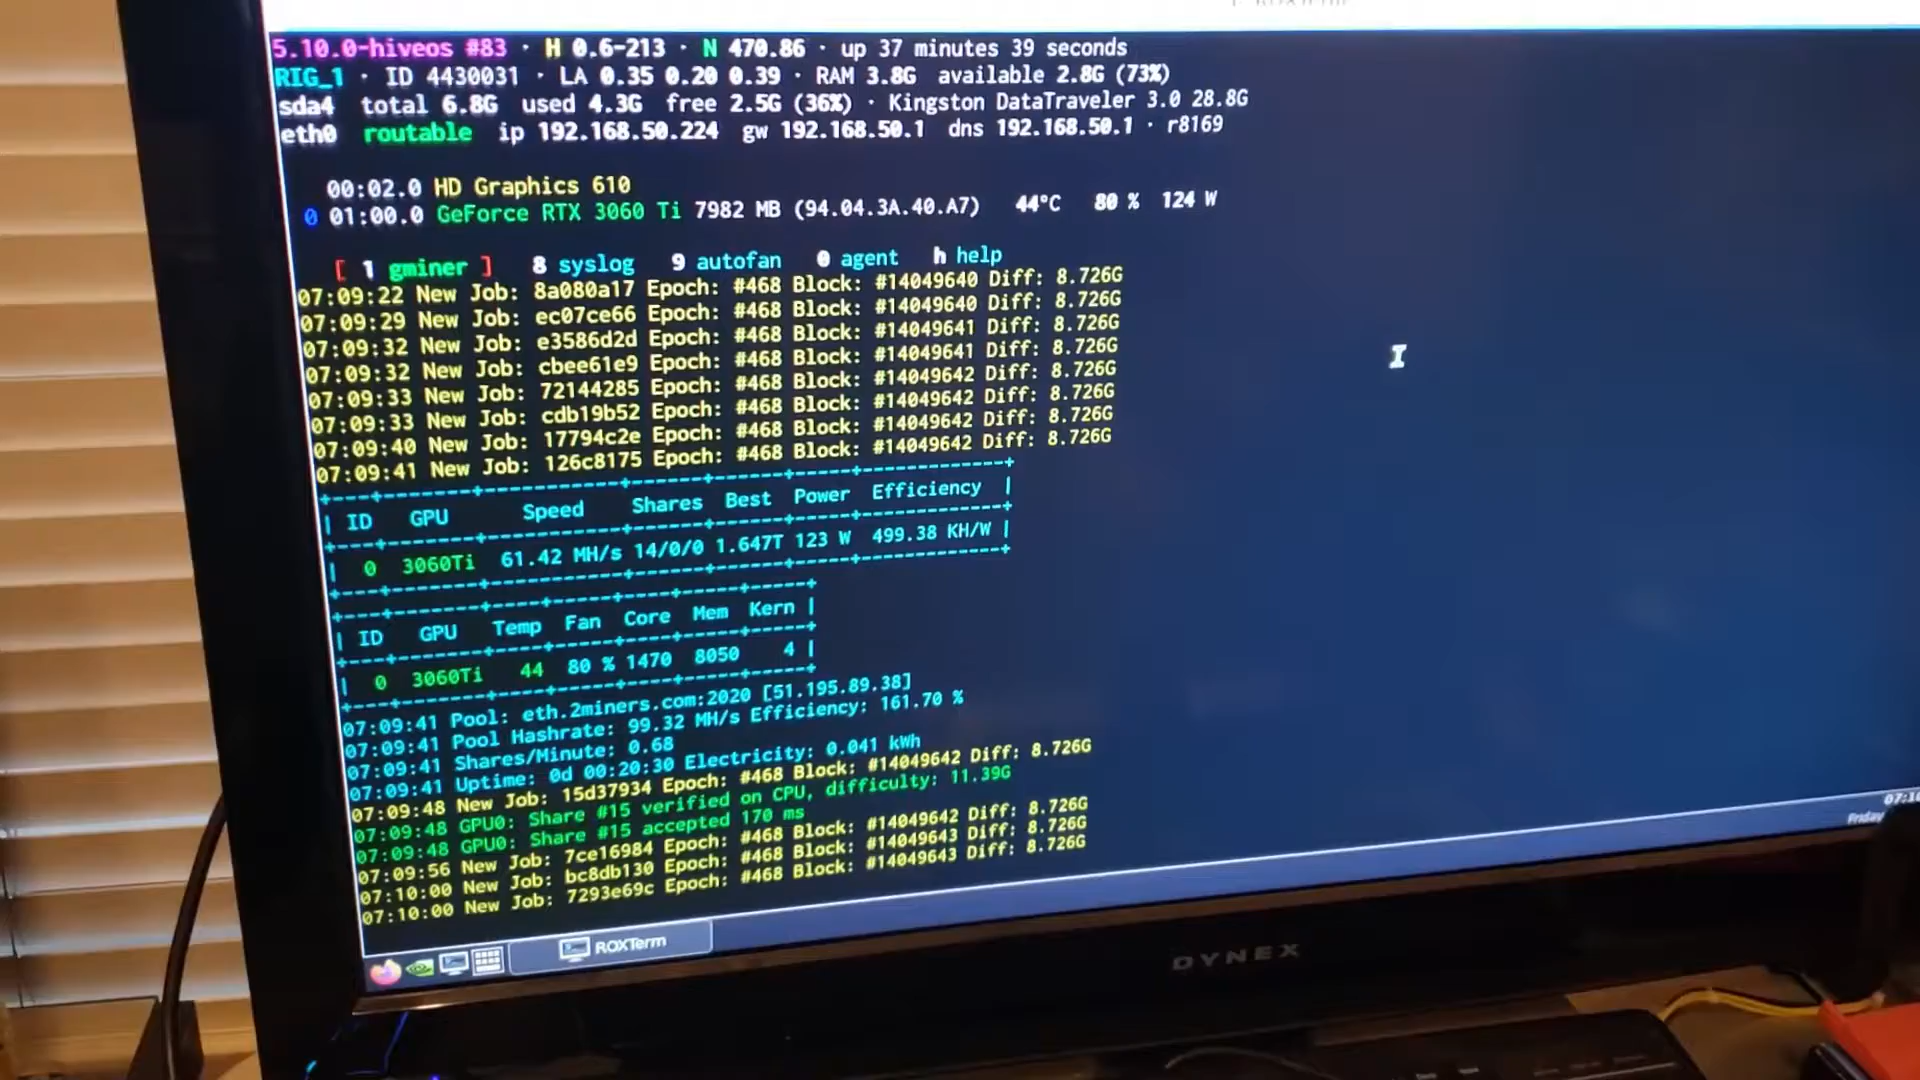 5.10.0-hiveos #83 · H 0.6-213 · N 470.86 · up 37 minutes 39 seconds
RIG_1 · ID 4430031 · LA 0.35 0.20 0.39 · RAM 3.8G available 2.8G (73%)
sda4 total 6.8G used 4.3G free 2.5G (36%) · Kingston DataTraveler 3.0 28.8G
eth0 routable ip 192.168.50.224 gw 192.168.50.1 dns 192.168.50.1 · r8169
00:02.0 HD Graphics 610
0 01:00.0 GeForce RTX 3060 Ti 7982 MB (94.04.3A.40.A7) 44°C 80 % 124 W
[ 1 gminer ] 8 syslog 9 autofan 0 agent h help
07:09:22 New Job: 8a080a17 Epoch: #468 Block: #14049640 Diff: 8.726G
07:09:29 New Job: ec07ce66 Epoch: #468 Block: #14049640 Diff: 8.726G
07:09:32 New Job: e3586d2d Epoch: #468 Block: #14049641 Diff: 8.726G
07:09:32 New Job: cbee61e9 Epoch: #468 Block: #14049641 Diff: 8.726G
07:09:33 New Job: 72144285 Epoch: #468 Block: #14049642 Diff: 8.726G
07:09:33 New Job: cdb19b52 Epoch: #468 Block: #14049642 Diff: 8.726G
07:09:40 New Job: 17794c2e Epoch: #468 Block: #14049642 Diff: 8.726G
07:09:41 New Job: 126c8175 Epoch: #468 Block: #14049642 Diff: 8.726G
| ID GPU Speed Shares Best Power Efficiency |
| 0 3060Ti 61.42 MH/s 14/0/0 1.647T 123 W 499.38 KH/W |
| ID GPU Temp Fan Core Mem Kern |
| 0 3060Ti 44 80 % 1470 8050 4 |
07:09:41 Pool: eth.2miners.com:2020 [51.195.89.38]
07:09:41 Pool Hashrate: 99.32 MH/s Efficiency: 161.70 %
07:09:41 Shares/Minute: 0.68
07:09:41 Uptime: 0d 00:20:30 Electricity: 0.041 kWh
07:09:48 New Job: 15d37934 Epoch: #468 Block: #14049642 Diff: 8.726G
07:09:48 GPU0: Share #15 verified on CPU, difficulty: 11.39G
07:09:48 GPU0: Share #15 accepted 170 ms
07:09:56 New Job: 7ce16984 Epoch: #468 Block: #14049642 Diff: 8.726G
07:10:00 New Job: bc8db130 Epoch: #468 Block: #14049643 Diff: 8.726G
07:10:00 New Job: 7293e69c Epoch: #468 Block: #14049643 Diff: 8.726G
Friday
ROXTerm
DYNEX